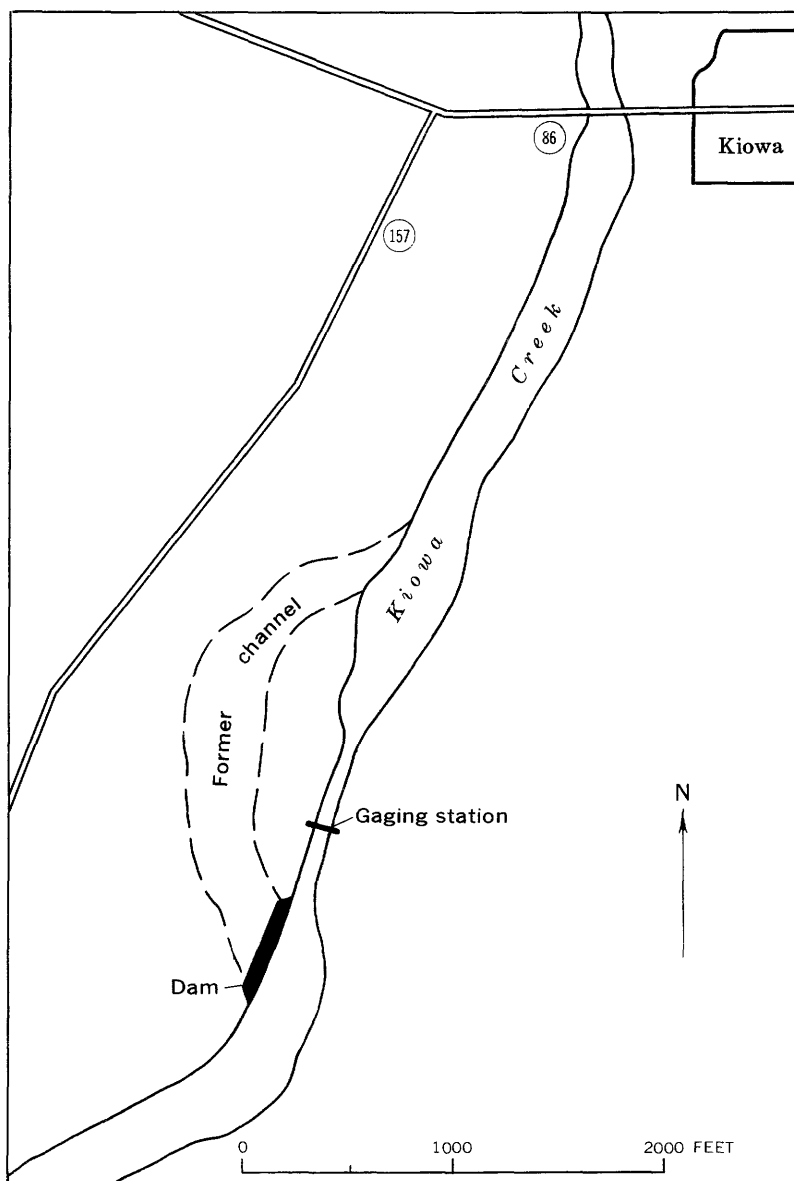 86
Kiowa
157
Creek
Kiowa
channel
Former
Gaging station
N
Dam
0 1000 2000 FEET